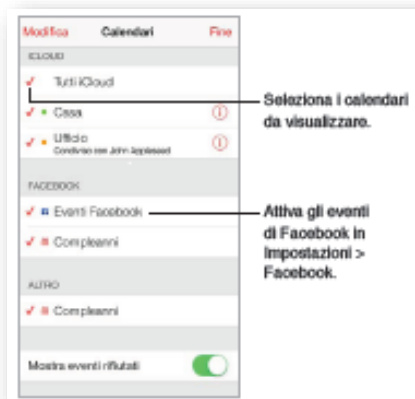 Modifica Calendari Fine
ICLOUD
Tutti iCloud
Casa
Ufficio
Condiviso con John Appleseed
FACEBOOK
Eventi Facebook
Compleanni
ALTRO
Compleanni
Mostra eventi rifiutati
Seleziona i calendari
da visualizzare.
Attiva gli eventi
di Facebook in
Impostazioni >
Facebook.